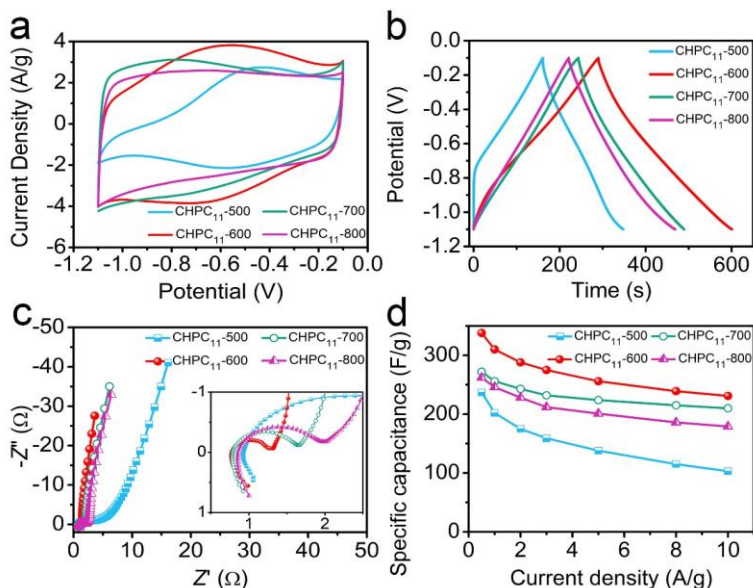 a
Current Density (A/g)
4
2
0
-2
-4
-6
CHPC₁₁-500
CHPC₁₁-700
CHPC₁₁-600
CHPC₁₁-800
-1.2
-1.0
-0.8
-0.6
-0.4
-0.2
0.0
Potential (V)
b
Potential (V)
0.0
-0.2
-0.4
-0.6
-0.8
-1.0
-1.2
CHPC₁₁-500
CHPC₁₁-600
CHPC₁₁-700
CHPC₁₁-800
0
200
400
600
Time (s)
c
-Z" (Ω)
-50
-40
-30
-20
-10
0
CHPC₁₁-500
CHPC₁₁-700
CHPC₁₁-600
CHPC₁₁-800
-1
0
1
1
2
0
10
20
30
40
50
Z' (Ω)
d
Specific capacitance (F/g)
300
200
100
0
CHPC₁₁-500
CHPC₁₁-700
CHPC₁₁-600
CHPC₁₁-800
0
2
4
6
8
10
Current density (A/g)